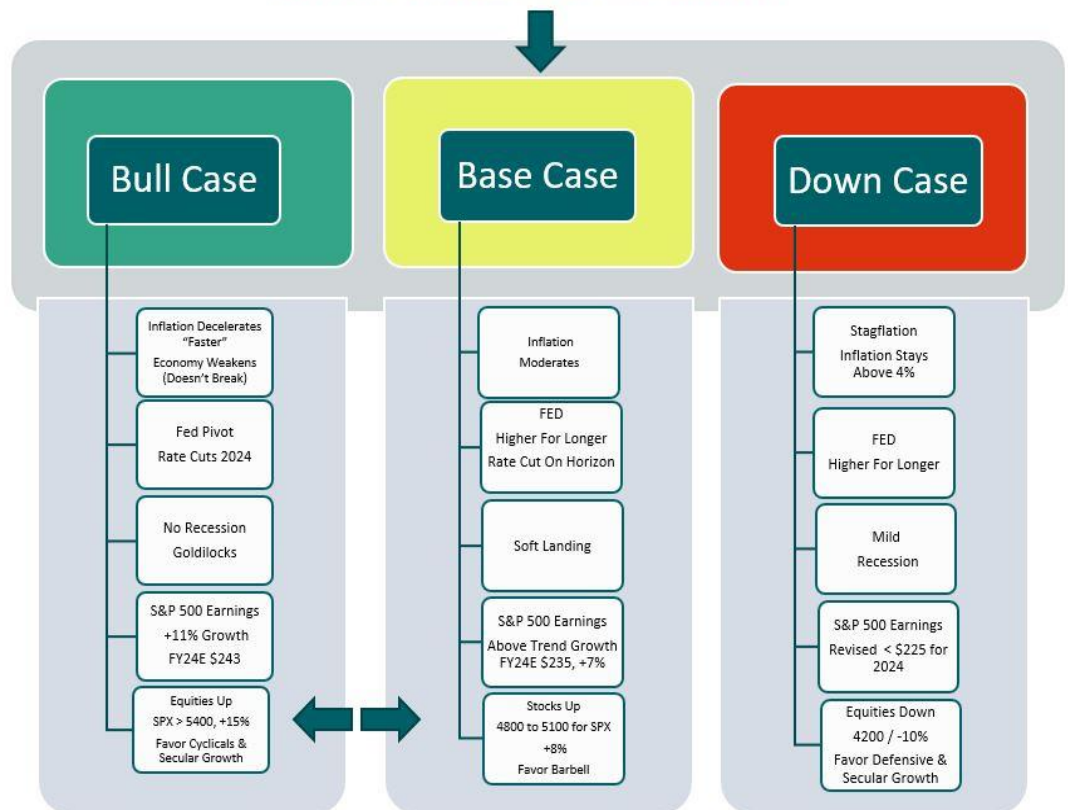 Bull Case
Inflation Decelerates
"Faster"
Economy Weakens
(Doesn't Break)
Fed Pivot
Rate Cuts 2024
No Recession
Goldilocks
S&P 500 Earnings
+11% Growth
FY24E $243
Equities Up
SPX > 5400, +15%
Favor Cyclicals &
Secular Growth
Base Case
Inflation
Moderates
FED
Higher For Longer
Rate Cut On Horizon
Soft Landing
S&P 500 Earnings
Above Trend Growth
FY24E $235, +7%
Stocks Up
4800 to 5100 for SPX
+8%
Favor Barbell
Down Case
Stagflation
Inflation Stays
Above 4%
FED
Higher For Longer
Mild
Recession
S&P 500 Earnings
Revised < $225 for
2024
Equities Down
4200 / -10%
Favor Defensive &
Secular Growth